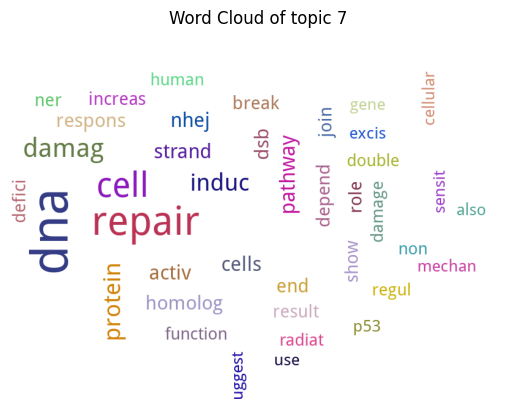 Word Cloud of topic 7
human
cellular
ner
increas
break
gene
respons
nhej
join
excis
damag
strand
dsb
pathway
double
defici
cell
induc
depend
role
damage
sensit
also
dna
repair
show
non
mechan
protein
activ
cells
end
regul
homolog
result
function
radiat
p53
uggest
use